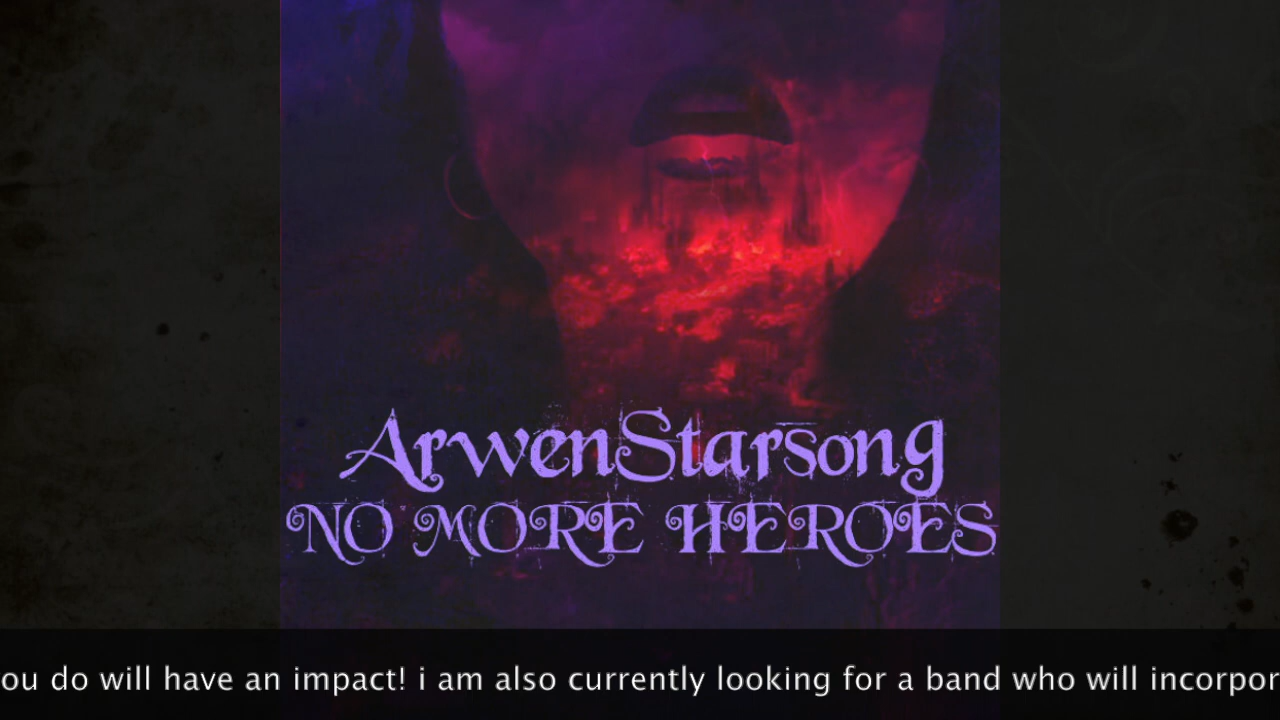 ArwenStarsong
NO MORE HEROES
ou do will have an impact! i am also currently looking for a band who will incorpor